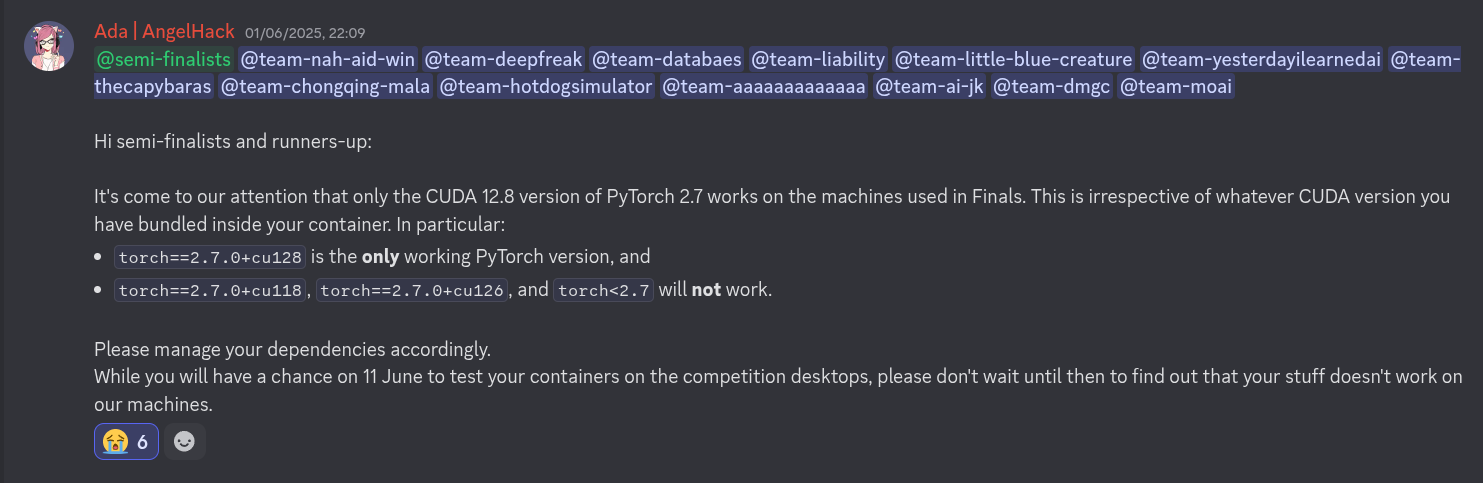 Ada | AngelHack 01/06/2025, 22:09
@semi-finalists @team-nah-aid-win @team-deepfreak @team-databaes @team-liability @team-little-blue-creature @team-yesterdayilearnedai @team-
thecapybaras @team-chongqing-mala @team-hotdogsimulator @team-aaaaaaaaaaaaa @team-ai-jk @team-dmgc @team-moai
Hi semi-finalists and runners-up:
It's come to our attention that only the CUDA 12.8 version of PyTorch 2.7 works on the machines used in Finals. This is irrespective of whatever CUDA version you
have bundled inside your container. In particular:
• torch==2.7.0+cu128 is the only working PyTorch version, and
• torch==2.7.0+cu118, torch==2.7.0+cu126, and torch<2.7 will not work.
Please manage your dependencies accordingly.
While you will have a chance on 11 June to test your containers on the competition desktops, please don't wait until then to find out that your stuff doesn't work on
our machines.
😭 6